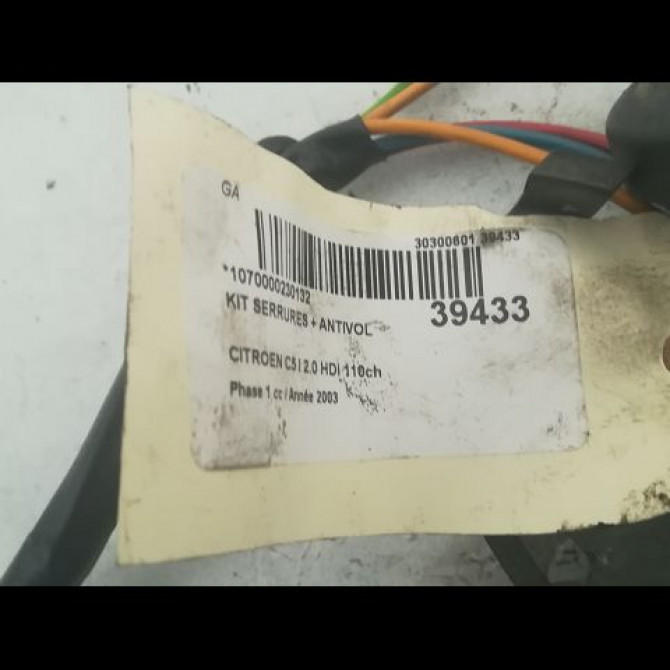 GA
30300601 39433
*1070000230132
KIT SERRURES + ANTIVOL
39433
CITROEN C5 I 2.0 HDI 110ch
Phase 1 cc / Année 2003